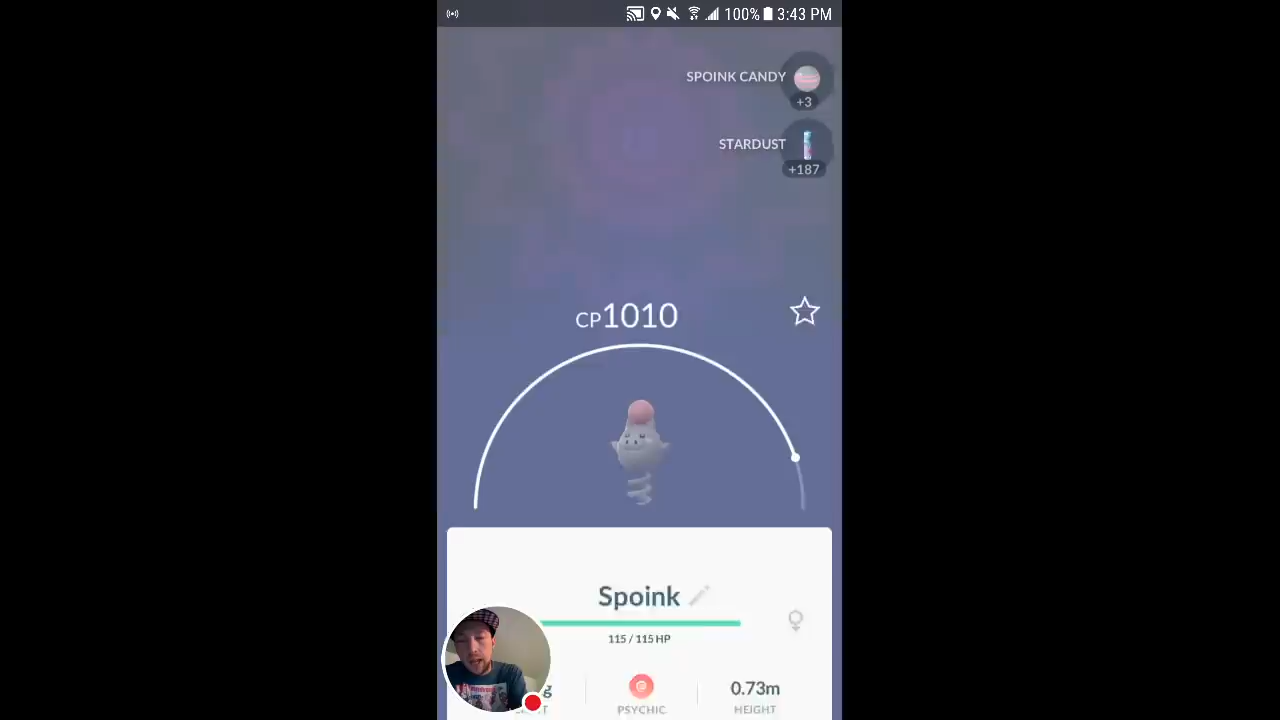 100% 3:43 PM
SPOINK CANDY
+3
STARDUST
+187
CP1010
Spoink
115 / 115 HP
0.73m
PSYCHIC
HEIGHT